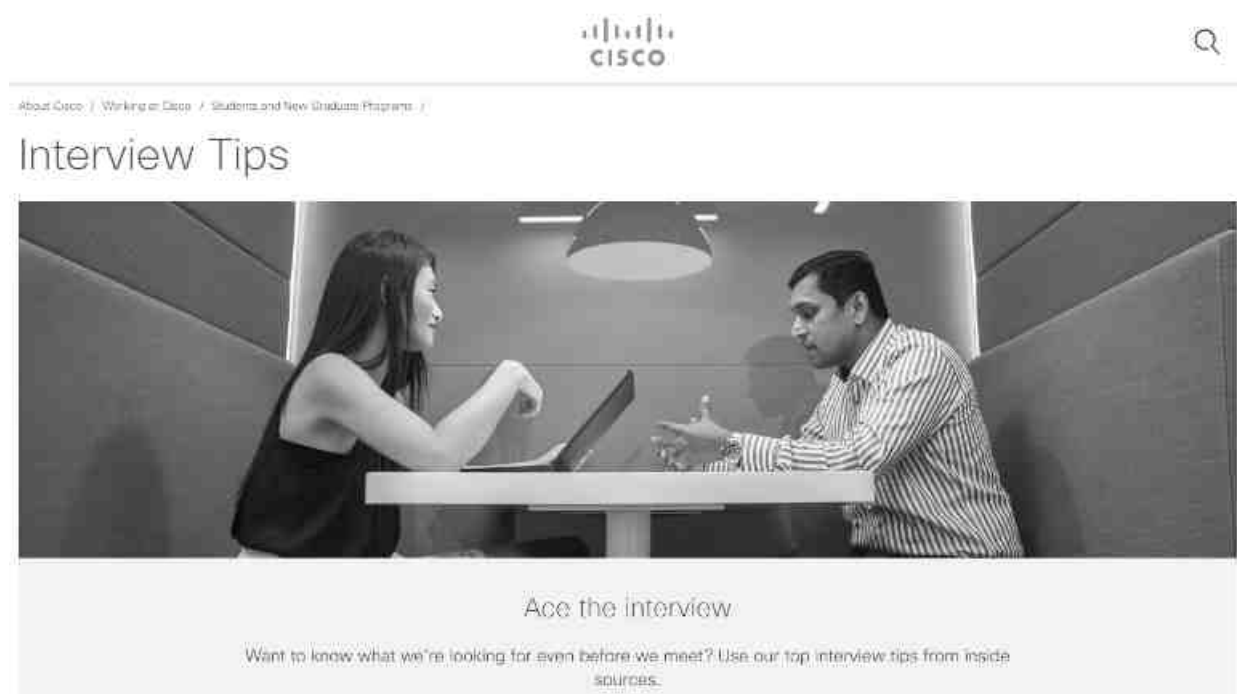 CISCO
About Cisco / Working at Cisco / Students and New Graduate Programs /
Interview Tips
Ace the interview
Want to know what we're looking for even before we meet? Use our top interview tips from inside
sources.